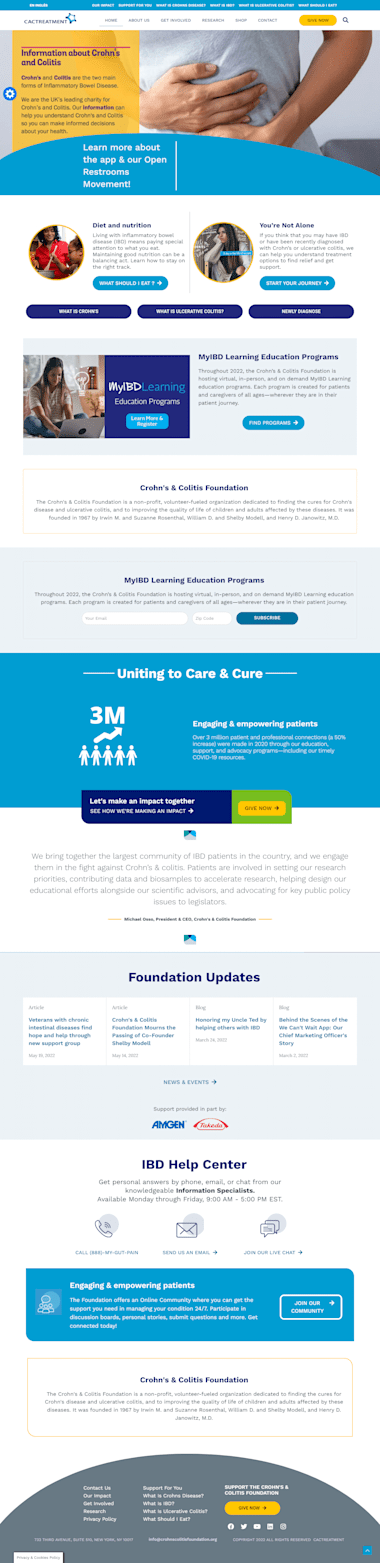 EN INGLÉS
OUR IMPACT SUPPORT FOR YOU WHAT IS CROHNS DISEASE? WHAT IS IBD? WHAT IS ULCERATIVE COLITIS? WHAT SHOULD I EAT?
CACTREATMENT
HOME ABOUT US GET INVOLVED RESEARCH SHOP CONTACT GIVE NOW
Information about Crohn's
and Colitis
Crohn's and Colitis are the two main
forms of Inflammatory Bowel Disease.
We are the UK's leading charity for
Crohn's and Colitis. Our information can
help you understand Crohn's and Colitis
so you can make informed decisions
about your health.
Learn more about
the app & our Open
Restrooms
Movement!
Diet and nutrition
Living with inflammatory bowel
disease (IBD) means paying special
attention to what you eat.
Maintaining good nutrition can be a
balancing act. Learn how to stay on
the right track.
WHAT SHOULD I EAT ?
You're Not Alone
If you think that you may have IBD
or have been recently diagnosed
with Crohn's or ulcerative colitis, we
can help you understand treatment
options to find relief and get
support.
START YOUR JOURNEY
WHAT IS CROHN'S
WHAT IS ULCERATIVE COLITIS?
NEWLY DIAGNOSE
MyIBDLearning
Education Programs
Learn More &
Register
MyIBD Learning Education Programs
Throughout 2022, the Crohn's & Colitis Foundation is
hosting virtual, in-person, and on demand MyIBD Learning
education programs. Each program is created for patients
and caregivers of all ages—wherever they are in their
patient journey.
FIND PROGRAMS
Crohn's & Colitis Foundation
The Crohn's & Colitis Foundation is a non-profit, volunteer-fueled organization dedicated to finding the cures for Crohn's
disease and ulcerative colitis, and to improving the quality of life of children and adults affected by these diseases. It was
founded in 1967 by Irwin M. and Suzanne Rosenthal, William D. and Shelby Modell, and Henry D. Janowitz, M.D.
MyIBD Learning Education Programs
Throughout 2022, the Crohn's & Colitis Foundation is hosting virtual, in-person, and on demand MyIBD Learning education
programs. Each program is created for patients and caregivers of all ages—wherever they are in their patient journey.
Your Email Zip Code SUBSCRIBE
Uniting to Care & Cure
3M
Engaging & empowering patients
Over 3 million patient and professional connections (a 50%
increase) were made in 2020 through our education,
support, and advocacy programs—including our timely
COVID-19 resources.
Let's make an impact together
SEE HOW WE'RE MAKING AN IMPACT
GIVE NOW
We bring together the largest community of IBD patients in the country, and we engage
them in the fight against Crohn's & colitis. Patients are involved in setting our research
priorities, contributing data and biosamples to accelerate research, helping design our
educational efforts alongside our scientific advisors, and advocating for key public policy
issues to legislators.
Michael Osso, President & CEO, Crohn's & Colitis Foundation
Foundation Updates
Article
Veterans with chronic
intestinal diseases find
hope and help through
new support group
May 19, 2022
Article
Crohn's & Colitis
Foundation Mourns the
Passing of Co-Founder
Shelby Modell
May 14, 2022
Blog
Honoring my Uncle Ted by
helping others with IBD
March 24, 2022
Blog
Behind the Scenes of the
We Can't Wait App: Our
Chief Marketing Officer's
Story
March 2, 2022
NEWS & EVENTS
Support provided in part by:
AMGEN Takeda
IBD Help Center
Get personal answers by phone, email, or chat from our
knowledgeable Information Specialists.
Available Monday through Friday, 9:00 AM - 5:00 PM EST.
CALL (888)-MY-GUT-PAIN
SEND US AN EMAIL
JOIN OUR LIVE CHAT
Engaging & empowering patients
The Foundation offers an Online Community where you can get the
support you need in managing your condition 24/7. Participate in
discussion boards, personal stories, submit questions and more. Get
connected today!
JOIN OUR
COMMUNITY
Crohn's & Colitis Foundation
The Crohn's & Colitis Foundation is a non-profit, volunteer-fueled organization dedicated to finding the cures for
Crohn's disease and ulcerative colitis, and to improving the quality of life of children and adults affected by these
diseases. It was founded in 1967 by Irwin M. and Suzanne Rosenthal, William D. and Shelby Modell, and Henry D.
Janowitz, M.D.
Contact Us
Our Impact
Get Involved
Research
Privacy Policy
Support For You
What Is Crohns Disease?
What Is IBD?
What Is Ulcerative Colitis?
What Should I Eat?
SUPPORT THE CROHN'S &
COLITIS FOUNDATION
GIVE NOW
733 THIRD AVENUE, SUITE 510, NEW YORK, NY 10017
info@crohnscolitisfoundation.org
COPYRIGHT 2022 ALL RIGHTS RESERVED CACTREATMENT
Privacy & Cookies Policy